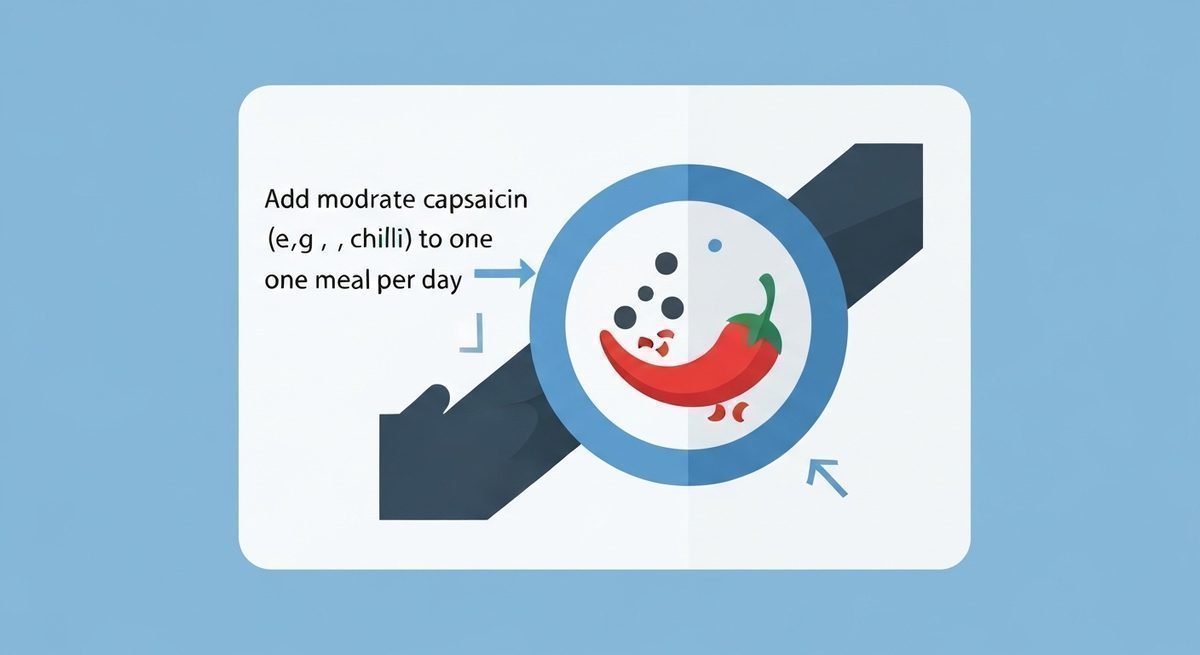 Add modrate capsaicin
(e,g , , chilli) to one
one meal per day